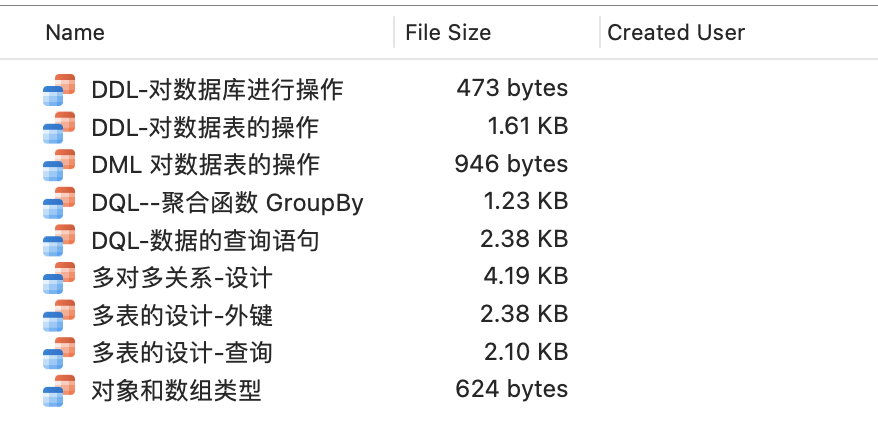 Name File Size Created User
DDL-对数据库进行操作 473 bytes
DDL-对数据表的操作 1.61 KB
DML 对数据表的操作 946 bytes
DQL--聚合函数 GroupBy 1.23 KB
DQL-数据的查询语句 2.38 KB
多对多关系-设计 4.19 KB
多表的设计-外键 2.38 KB
多表的设计-查询 2.10 KB
对象和数组类型 624 bytes